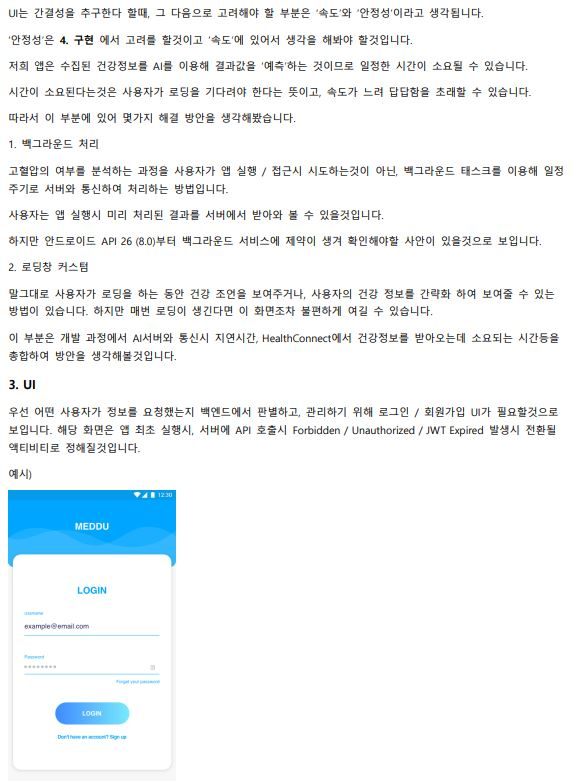 UI는 간결성을 추구한다 할때, 그 다음으로 고려해야 할 부분은 '속도'와 '안정성'이라고 생각됩니다.
'안정성'은 4. 구현 에서 고려를 할것이고 '속도'에 있어서 생각을 해봐야 할것입니다.
저희 앱은 수집된 건강정보를 AI를 이용해 결과값을 '예측'하는 것이므로 일정한 시간이 소요될 수 있습니다.
시간이 소요된다는것은 사용자가 로딩을 기다려야 한다는 뜻이고, 속도가 느려 답답함을 초래할 수 있습니다.
따라서 이 부분에 있어 몇가지 해결 방안을 생각해봤습니다.
1. 백그라운드 처리
고혈압의 여부를 분석하는 과정을 사용자가 앱 실행 / 접근시 시도하는것이 아닌, 백그라운드 태스크를 이용해 일정
주기로 서버와 통신하여 처리하는 방법입니다.
사용자는 앱 실행시 미리 처리된 결과를 서버에서 받아와 볼 수 있을것입니다.
하지만 안드로이드 API 26 (8.0)부터 백그라운드 서비스에 제약이 생겨 확인해야할 사안이 있을것으로 보입니다.
2. 로딩창 커스텀
말그대로 사용자가 로딩을 하는 동안 건강 조언을 보여주거나, 사용자의 건강 정보를 간략화 하여 보여줄 수 있는
방법이 있습니다. 하지만 매번 로딩이 생긴다면 이 화면조차 불편하게 여길 수 있습니다.
이 부분은 개발 과정에서 AI서버와 통신시 지연시간, HealthConnect에서 건강정보를 받아오는데 소요되는 시간등을
총합하여 방안을 생각해볼것입니다.
3. UI
우선 어떤 사용자가 정보를 요청했는지 백엔드에서 판별하고, 관리하기 위해 로그인 / 회원가입 UI가 필요할것으로
보입니다. 해당 화면은 앱 최초 실행시, 서버에 API 호출시 Forbidden / Unauthorized / JWT Expired 발생시 전환될
액티비티로 정해질것입니다.
예시)
12:30
MEDDU
LOGIN
Username
example@email.com
Password
Forget your password
LOGIN
Don't have an account? Sign up